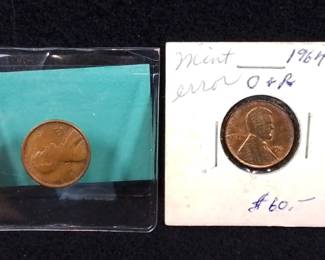 Mint 1964
error O & R
$60.-